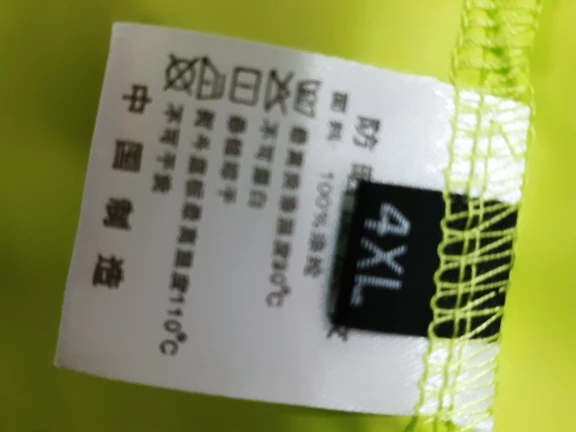 4XL
防
面料 100%涤纶
最高洗涤温度30℃
不可漂白
悬挂晾干
熨斗底板最高温度110℃
不可干洗
中国制造